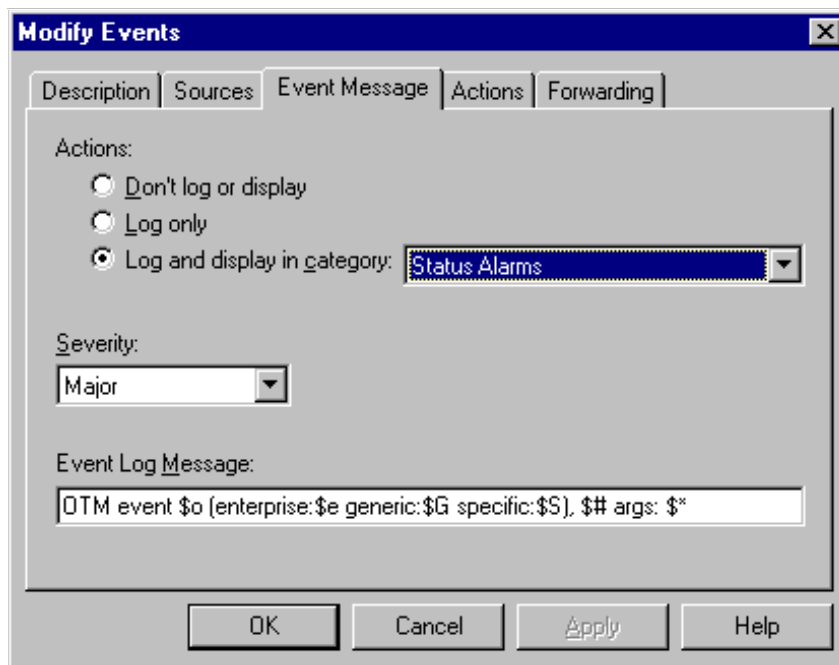 Modify Events
Description Sources Event Message Actions Forwarding
Actions:
Don't log or display
Log only
Log and display in category: Status Alarms
Severity:
Major
Event Log Message:
OTM event $o (enterprise:$e generic:$G specific:$S), $# args: $*
OK Cancel Apply Help